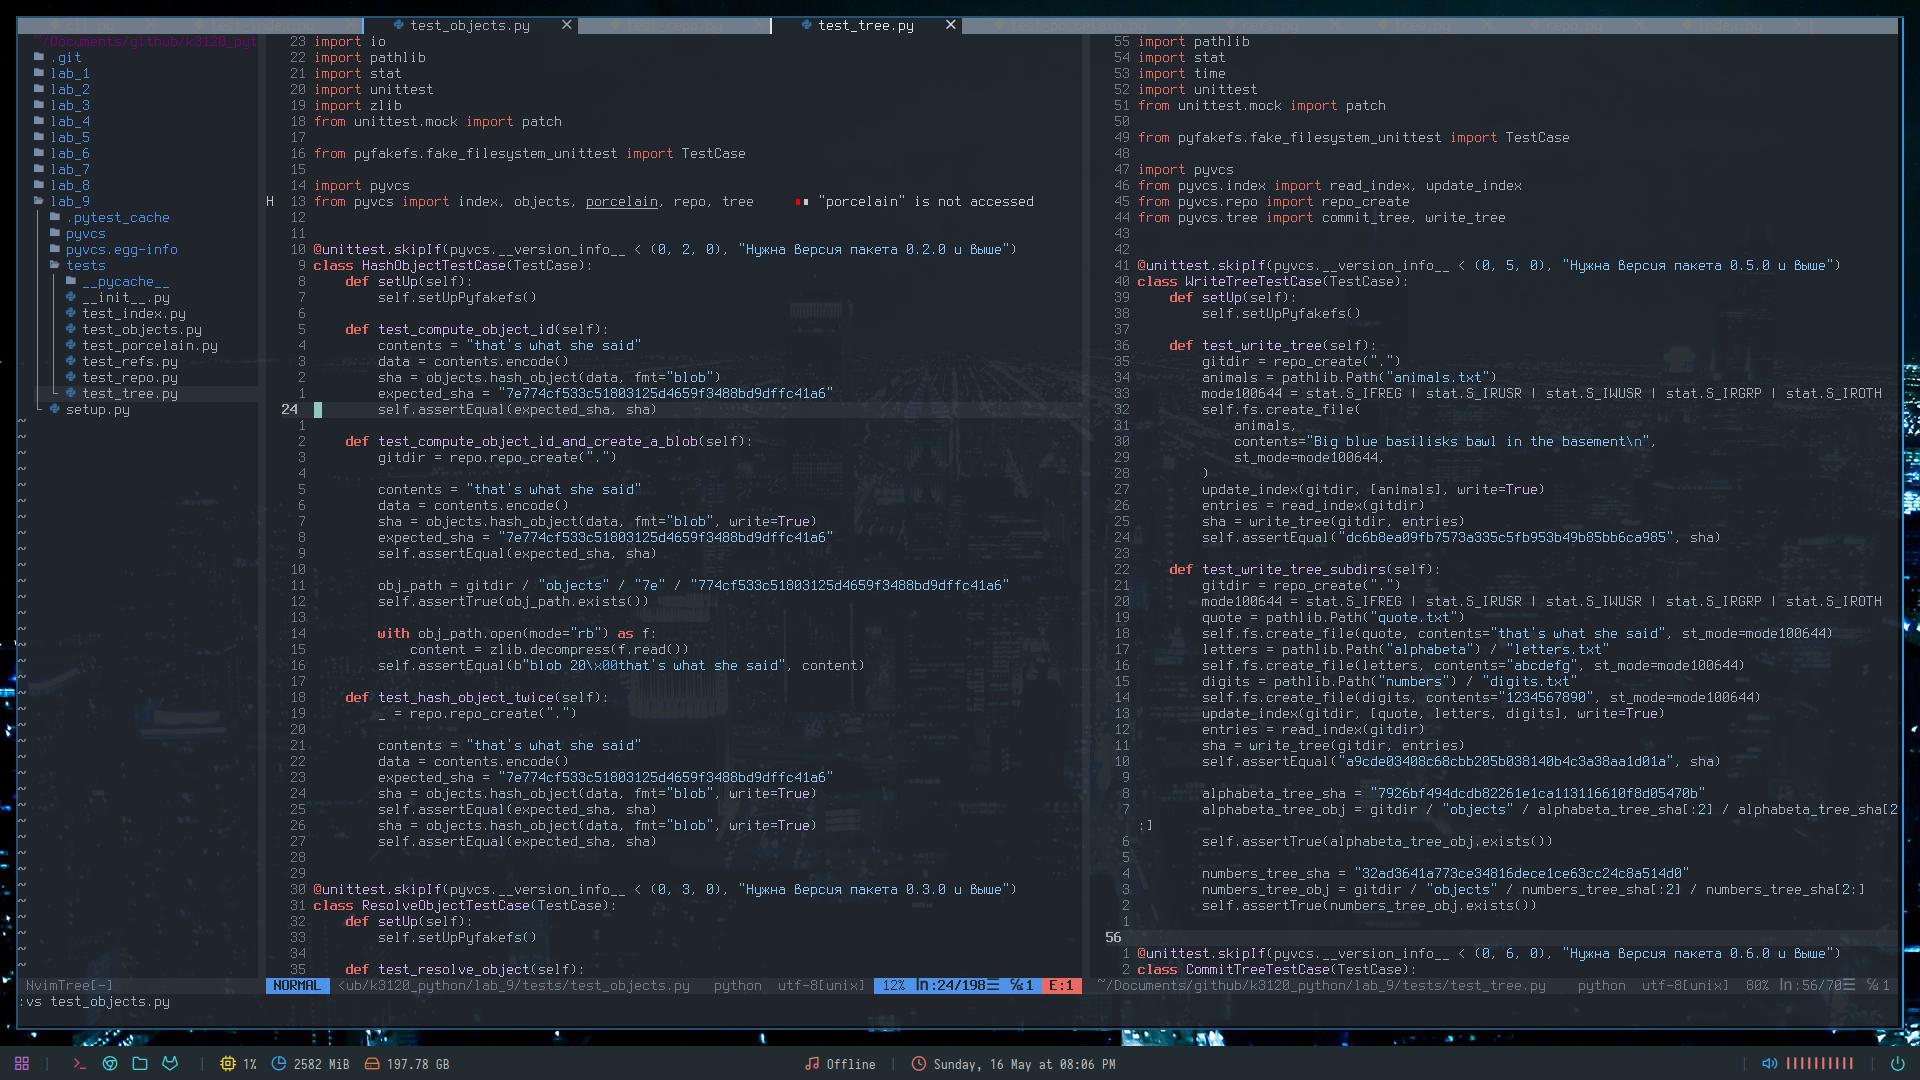 test_objects.py
test_tree.py
~/Documents/github/k3120_pyt
.git
lab_1
lab_2
lab_3
lab_4
lab_5
lab_6
lab_7
lab_8
lab_9
.pytest_cache
pyvcs
pyvcs.egg-info
tests
__pycache__
__init__.py
test_index.py
test_objects.py
test_porcelain.py
test_refs.py
test_repo.py
test_tree.py
setup.py
NvimTree[-]
23 import io
22 import pathlib
21 import stat
20 import unittest
19 import zlib
18 from unittest.mock import patch
17
16 from pyfakefs.fake_filesystem_unittest import TestCase
15
14 import pyvcs
H 13 from pyvcs import index, objects, porcelain, repo, tree "porcelain" is not accessed
12
11
10 @unittest.skipIf(pyvcs.__version_info__ < (0, 2, 0), "Нужна версия пакета 0.2.0 и выше")
9 class HashObjectTestCase(TestCase):
8 def setUp(self):
7 self.setUpPyfakefs()
6
5 def test_compute_object_id(self):
4 contents = "that's what she said"
3 data = contents.encode()
2 sha = objects.hash_object(data, fmt="blob")
1 expected_sha = "7e774cf533c51803125d4659f3488bd9dffc41a6"
24 self.assertEqual(expected_sha, sha)
1
2 def test_compute_object_id_and_create_a_blob(self):
3 gitdir = repo.repo_create(".")
4
5 contents = "that's what she said"
6 data = contents.encode()
7 sha = objects.hash_object(data, fmt="blob", write=True)
8 expected_sha = "7e774cf533c51803125d4659f3488bd9dffc41a6"
9 self.assertEqual(expected_sha, sha)
10
11 obj_path = gitdir / "objects" / "7e" / "774cf533c51803125d4659f3488bd9dffc41a6"
12 self.assertTrue(obj_path.exists())
13
14 with obj_path.open(mode="rb") as f:
15 content = zlib.decompress(f.read())
16 self.assertEqual(b"blob 20\x00that's what she said", content)
17
18 def test_hash_object_twice(self):
19 _ = repo.repo_create(".")
20
21 contents = "that's what she said"
22 data = contents.encode()
23 expected_sha = "7e774cf533c51803125d4659f3488bd9dffc41a6"
24 sha = objects.hash_object(data, fmt="blob", write=True)
25 self.assertEqual(expected_sha, sha)
26 sha = objects.hash_object(data, fmt="blob", write=True)
27 self.assertEqual(expected_sha, sha)
28
29
30 @unittest.skipIf(pyvcs.__version_info__ < (0, 3, 0), "Нужна версия пакета 0.3.0 и выше")
31 class ResolveObjectTestCase(TestCase):
32 def setUp(self):
33 self.setUpPyfakefs()
34
35 def test_resolve_object(self):
NORMAL <ub/k3120_python/lab_9/tests/test_objects.py python utf-8[unix] 12% ln:24/198 ℅:1 E:1
55 import pathlib
54 import stat
53 import time
52 import unittest
51 from unittest.mock import patch
50
49 from pyfakefs.fake_filesystem_unittest import TestCase
48
47 import pyvcs
46 from pyvcs.index import read_index, update_index
45 from pyvcs.repo import repo_create
44 from pyvcs.tree import commit_tree, write_tree
43
42
41 @unittest.skipIf(pyvcs.__version_info__ < (0, 5, 0), "Нужна версия пакета 0.5.0 и выше")
40 class WriteTreeTestCase(TestCase):
39 def setUp(self):
38 self.setUpPyfakefs()
37
36 def test_write_tree(self):
35 gitdir = repo_create(".")
34 animals = pathlib.Path("animals.txt")
33 mode100644 = stat.S_IFREG | stat.S_IRUSR | stat.S_IWUSR | stat.S_IRGRP | stat.S_IROTH
32 self.fs.create_file(
31 animals,
30 contents="Big blue basilisks bawl in the basement\n",
29 st_mode=mode100644,
28 )
27 update_index(gitdir, [animals], write=True)
26 entries = read_index(gitdir)
25 sha = write_tree(gitdir, entries)
24 self.assertEqual("dc6b8ea09fb7573a335c5fb953b49b85bb6ca985", sha)
23
22 def test_write_tree_subdirs(self):
21 gitdir = repo_create(".")
20 mode100644 = stat.S_IFREG | stat.S_IRUSR | stat.S_IWUSR | stat.S_IRGRP | stat.S_IROTH
19 quote = pathlib.Path("quote.txt")
18 self.fs.create_file(quote, contents="that's what she said", st_mode=mode100644)
17 letters = pathlib.Path("alphabeta") / "letters.txt"
16 self.fs.create_file(letters, contents="abcdefg", st_mode=mode100644)
15 digits = pathlib.Path("numbers") / "digits.txt"
14 self.fs.create_file(digits, contents="1234567890", st_mode=mode100644)
13 update_index(gitdir, [quote, letters, digits], write=True)
12 entries = read_index(gitdir)
11 sha = write_tree(gitdir, entries)
10 self.assertEqual("a9cde03408c68cbb205b038140b4c3a38aa1d01a", sha)
9
8 alphabeta_tree_sha = "7926bf494dcdb82261e1ca113116610f8d05470b"
7 alphabeta_tree_obj = gitdir / "objects" / alphabeta_tree_sha[:2] / alphabeta_tree_sha[2
:]
6 self.assertTrue(alphabeta_tree_obj.exists())
5
4 numbers_tree_sha = "32ad3641a773ce34816dece1ce63cc24c8a514d0"
3 numbers_tree_obj = gitdir / "objects" / numbers_tree_sha[:2] / numbers_tree_sha[2:]
2 self.assertTrue(numbers_tree_obj.exists())
1
56
1 @unittest.skipIf(pyvcs.__version_info__ < (0, 6, 0), "Нужна версия пакета 0.6.0 и выше")
2 class CommitTreeTestCase(TestCase):
~/Documents/github/k3120_python/lab_9/tests/test_tree.py python utf-8[unix] 80% ln:56/70 ℅:1
:vs test_objects.py
1% 2582 MiB 197.78 GB
Offline
Sunday, 16 May at 08:06 PM